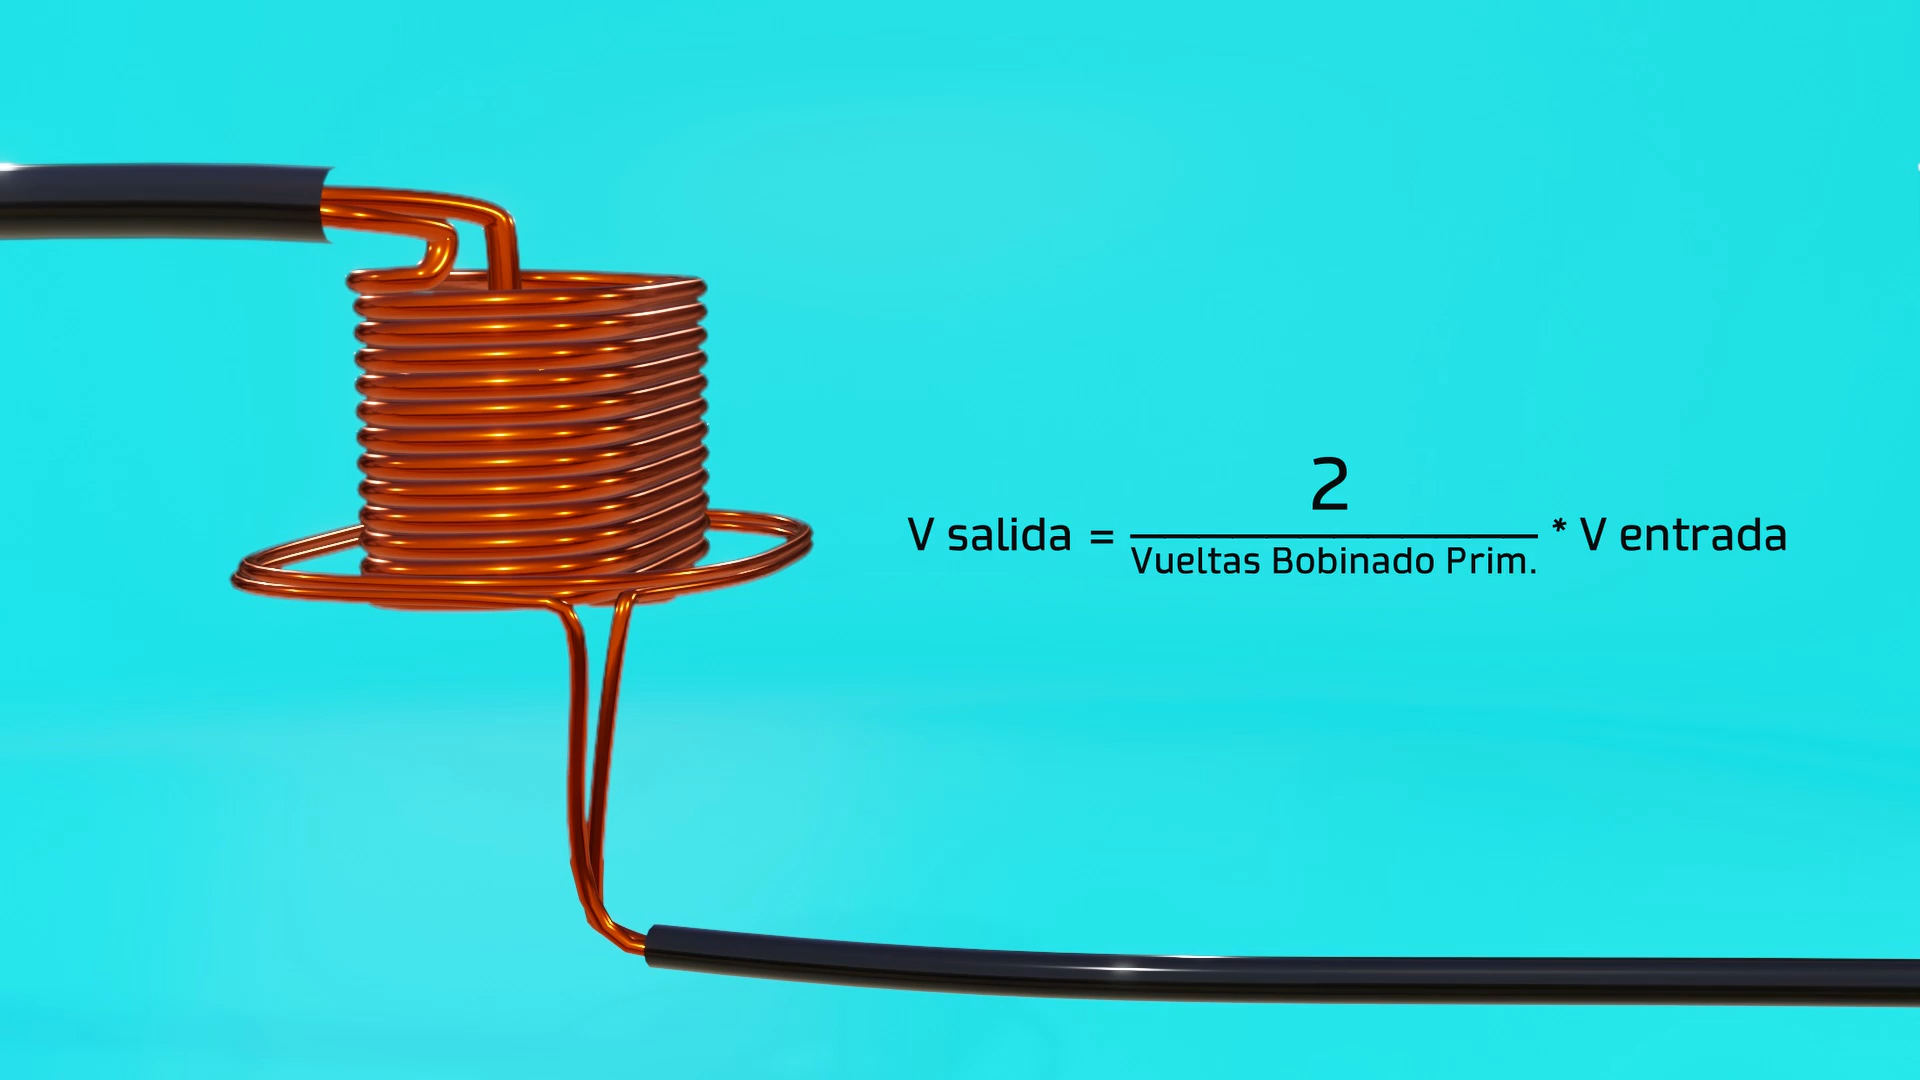 V salida = 2 / Vueltas Bobinado Prim. * V entrada